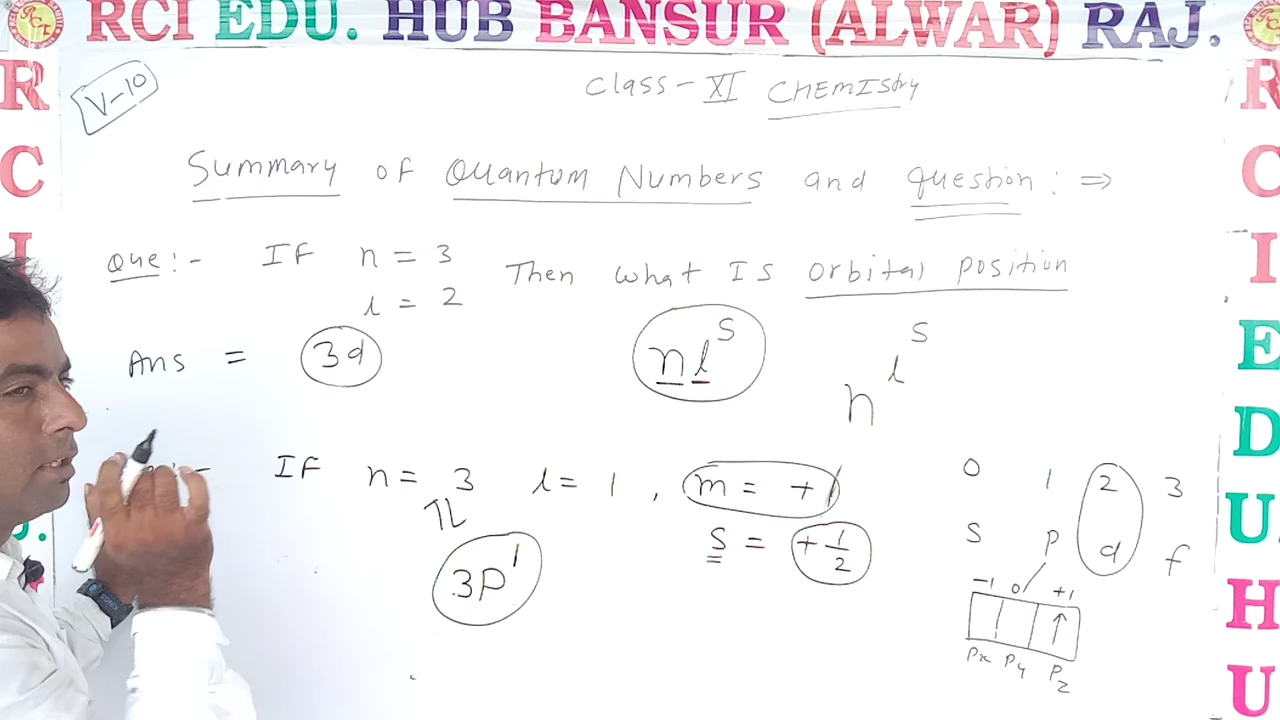 RCI EDU. HUB BANSUR (ALWAR) RAJ.
V-10
Class - XI CHEMIStry
Summary of Quantum Numbers and question : ⇒
Que :- IF n = 3
l = 2
Then what Is orbital position
Ans = 3d
n l^s
n^l^s
IF n = 3 l = 1 , m = +1
s = +1/2
3p^1
0 1 2 3
S P d f
-1 0 +1
↑
Px Py Pz
R
C
I
U.
R
C
I
E
D
U.
H
U